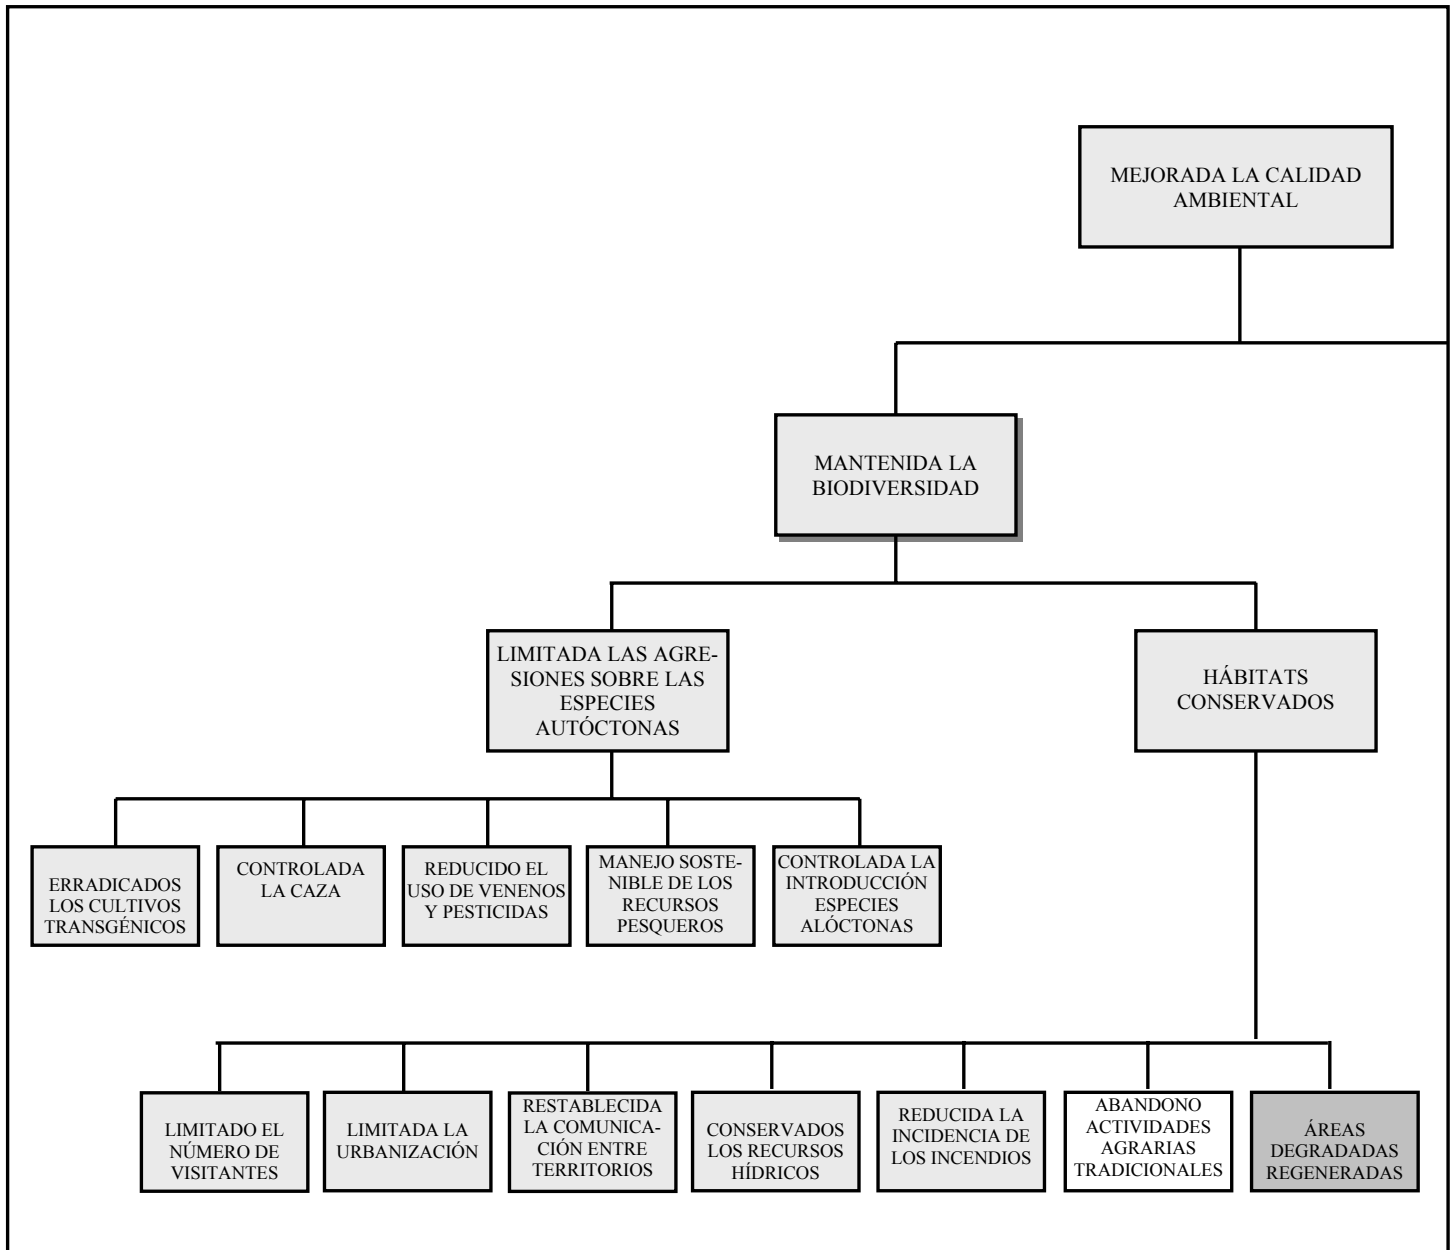 MEJORADA LA CALIDAD
AMBIENTAL
MANTENIDA LA
BIODIVERSIDAD
LIMITADA LAS AGRE-
SIONES SOBRE LAS
ESPECIES
AUTÓCTONAS
HÁBITATS
CONSERVADOS
ERRADICADOS
LOS CULTIVOS
TRANSGÉNICOS
CONTROLADA
LA CAZA
REDUCIDO EL
USO DE VENENOS
Y PESTICIDAS
MANEJO SOSTE-
NIBLE DE LOS
RECURSOS
PESQUEROS
CONTROLADA LA
INTRODUCCIÓN
ESPECIES
ALÓCTONAS
LIMITADO EL
NÚMERO DE
VISITANTES
LIMITADA LA
URBANIZACIÓN
RESTABLECIDA
LA COMUNICA-
CIÓN ENTRE
TERRITORIOS
CONSERVADOS
LOS RECURSOS
HÍDRICOS
REDUCIDA LA
INCIDENCIA DE
LOS INCENDIOS
ABANDONO
ACTIVIDADES
AGRARIAS
TRADICIONALES
ÁREAS
DEGRADADAS
REGENERADAS